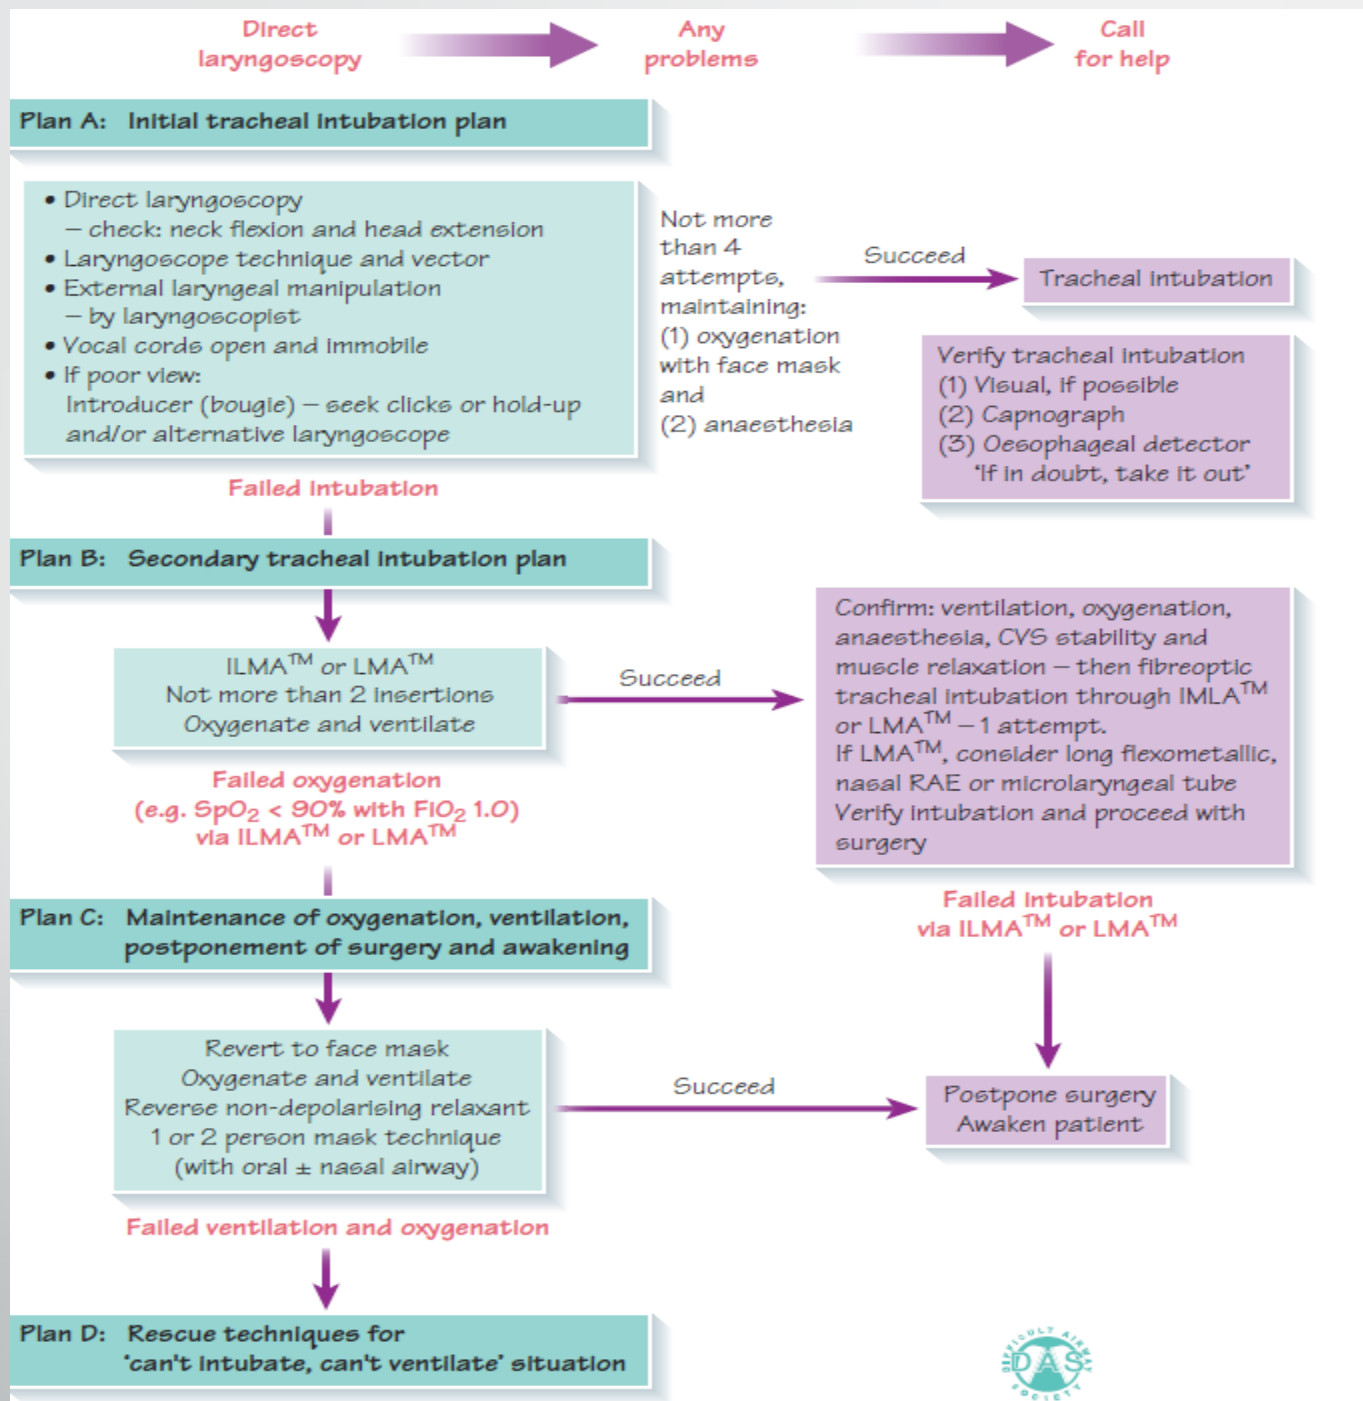 Direct
laryngoscopy
Any
problems
Call
for help
Plan A: Initial tracheal intubation plan
• Direct laryngoscopy
– check: neck flexion and head extension
• Laryngoscope technique and vector
• External laryngeal manipulation
– by laryngoscopist
• Vocal cords open and immobile
• If poor view:
Introducer (bougie) – seek clicks or hold-up
and/or alternative laryngoscope
Not more
than 4
attempts,
maintaining:
(1) oxygenation
with face mask
and
(2) anaesthesia
Succeed
Tracheal intubation
Verify tracheal intubation
(1) Visual, if possible
(2) Capnograph
(3) Oesophageal detector
'If in doubt, take it out'
Failed intubation
Plan B: Secondary tracheal intubation plan
ILMA™ or LMA™
Not more than 2 insertions
Oxygenate and ventilate
Succeed
Confirm: ventilation, oxygenation,
anaesthesia, CVS stability and
muscle relaxation – then fibreoptic
tracheal intubation through IMLA™
or LMA™ – 1 attempt.
If LMA™, consider long flexometallic,
nasal RAE or microlaryngeal tube
Verify intubation and proceed with
surgery
Failed oxygenation
(e.g. SpO₂ < 90% with FiO₂ 1.0)
via ILMA™ or LMA™
Failed intubation
via ILMA™ or LMA™
Plan C: Maintenance of oxygenation, ventilation,
postponement of surgery and awakening
Revert to face mask
Oxygenate and ventilate
Reverse non-depolarising relaxant
1 or 2 person mask technique
(with oral ± nasal airway)
Succeed
Postpone surgery
Awaken patient
Failed ventilation and oxygenation
Plan D: Rescue techniques for
'can't intubate, can't ventilate' situation
DIFFICULT AIRWAY
DAS
SOCIETY